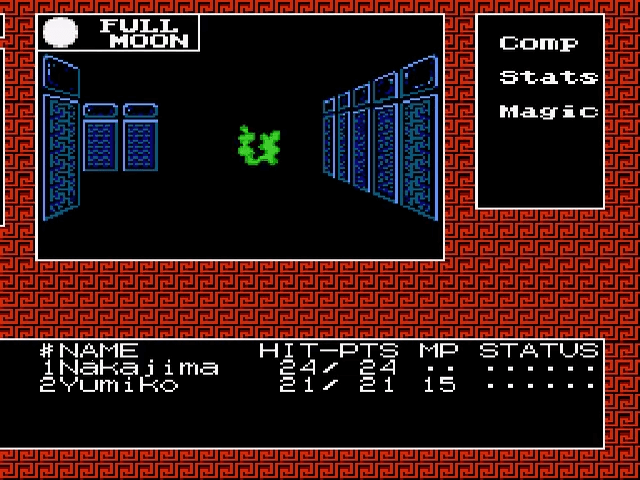 FULL
MOON
Comp
Stats
Magic
#NAME HIT-PTS MP STATUS
1Nakajima 24/ 24 .. ......
2Yumiko 21/ 21 15 ......